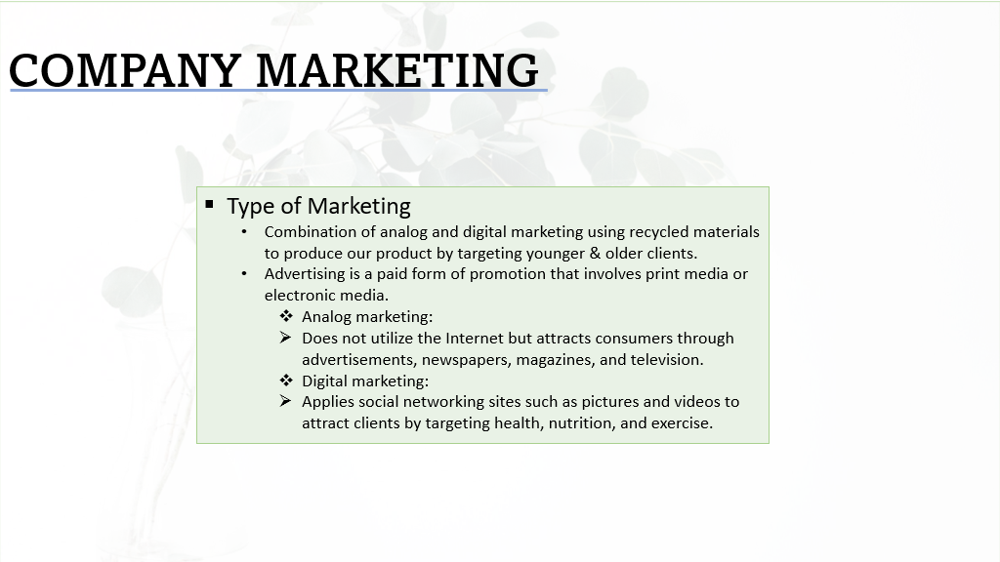 COMPANY MARKETING
▪ Type of Marketing
• Combination of analog and digital marketing using recycled materials
to produce our product by targeting younger & older clients.
• Advertising is a paid form of promotion that involves print media or
electronic media.
❖ Analog marketing:
➢ Does not utilize the Internet but attracts consumers through
advertisements, newspapers, magazines, and television.
❖ Digital marketing:
➢ Applies social networking sites such as pictures and videos to
attract clients by targeting health, nutrition, and exercise.